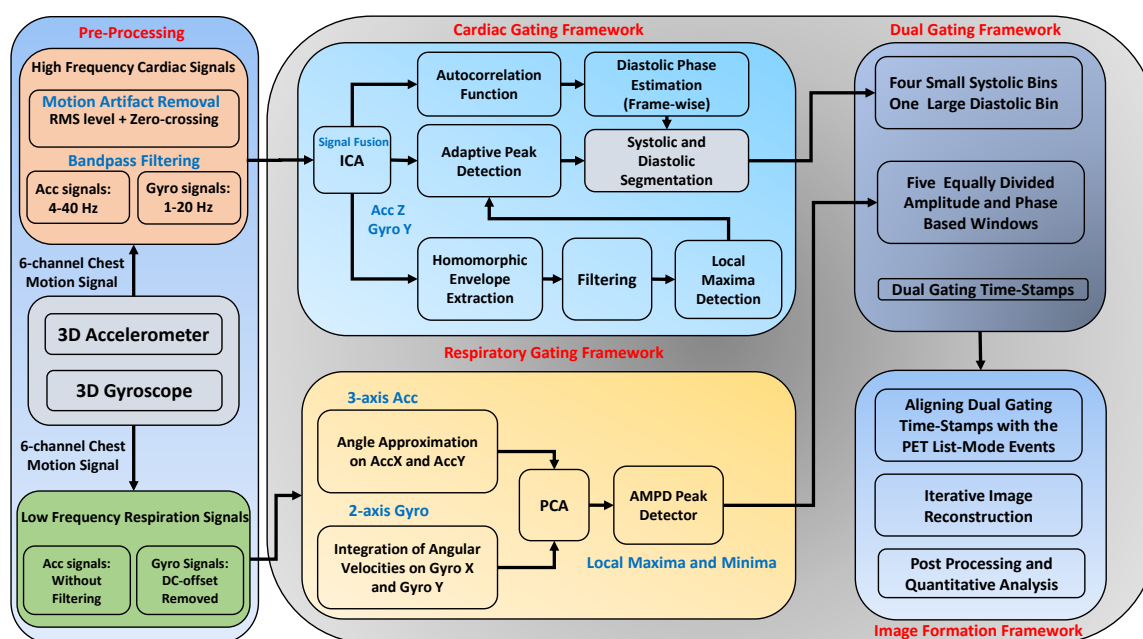 Pre-Processing
High Frequency Cardiac Signals
Motion Artifact Removal
RMS level + Zero-crossing
Bandpass Filtering
Acc signals:
4-40 Hz
Gyro signals:
1-20 Hz
6-channel Chest
Motion Signal
3D Accelerometer
3D Gyroscope
6-channel Chest
Motion Signal
Low Frequency Respiration Signals
Acc signals:
Without
Filtering
Gyro Signals:
DC-offset
Removed
Cardiac Gating Framework
Autocorrelation
Function
Diastolic Phase
Estimation
(Frame-wise)
Signal Fusion
ICA
Adaptive Peak
Detection
Systolic and
Diastolic
Segmentation
Acc Z
Gyro Y
Homomorphic
Envelope
Extraction
Filtering
Local
Maxima
Detection
Respiratory Gating Framework
3-axis Acc
Angle Approximation
on AccX and AccY
2-axis Gyro
Integration of Angular
Velocities on Gyro X
and Gyro Y
PCA
AMPD Peak
Detector
Local Maxima and Minima
Dual Gating Framework
Four Small Systolic Bins
One Large Diastolic Bin
Five Equally Divided
Amplitude and Phase
Based Windows
Dual Gating Time-Stamps
Aligning Dual Gating
Time-Stamps with the
PET List-Mode Events
Iterative Image
Reconstruction
Post Processing and
Quantitative Analysis
Image Formation Framework